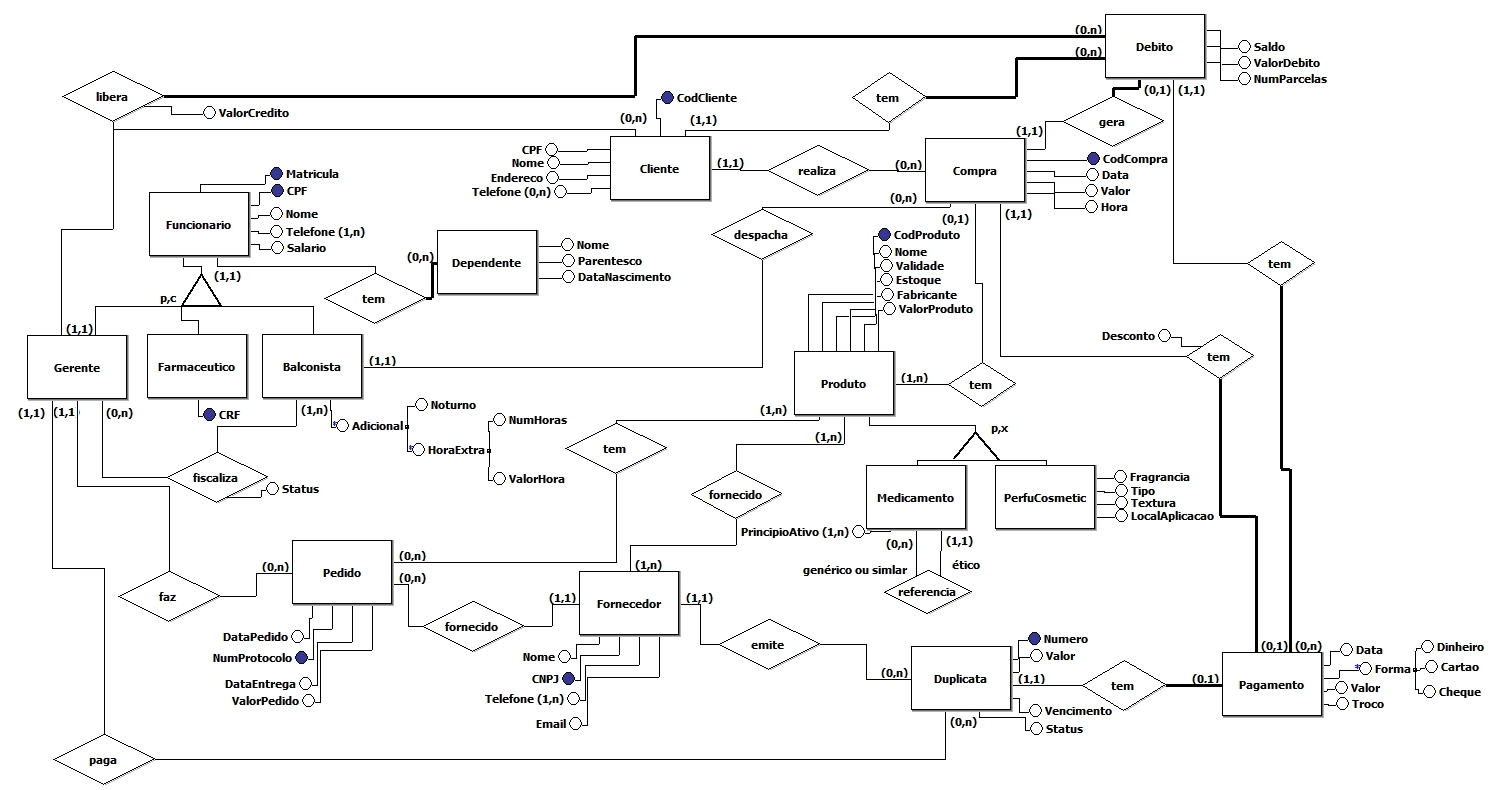 (0,n)
Debito
(0,n)
Saldo
ValorDebito
NumParcelas
(0,1)
(1,1)
libera
ValorCredito
tem
gera
CodCliente
(0,n)
(1,1)
(1,1)
CPF
Nome
Endereco
Telefone (0,n)
Cliente
(1,1)
realiza
(0,n)
Compra
CodCompra
Data
Valor
Hora
(0,n)
(0,1)
(1,1)
Matricula
CPF
Nome
Telefone (1,n)
Salario
Funcionario
(1,1)
p,c
(0,n)
Dependente
Nome
Parentesco
DataNascimento
tem
despacha
CodProduto
Nome
Validade
Estoque
Fabricante
ValorProduto
tem
(1,1)
Gerente
Farmaceutico
Balconista
(1,1)
Desconto
tem
Produto
(1,n)
tem
(1,1)
(1,1)
(0,n)
CRF
(1,n)
* Adicional
Noturno
* HoraExtra
NumHoras
ValorHora
(1,n)
(1,n)
p,x
tem
fiscaliza
Status
fornecido
Medicamento
PerfuCosmetic
Fragrancia
Tipo
Textura
LocalAplicacao
PrincipioAtivo (1,n)
(0,n)
(1,1)
genérico ou simlar
ético
referencia
faz
(0,n)
Pedido
(0,n)
(0,n)
fornecido
(1,1)
(1,n)
Fornecedor
(1,1)
emite
DataPedido
NumProtocolo
DataEntrega
ValorPedido
Nome
CNPJ
Telefone (1,n)
Email
(0,n)
Duplicata
Numero
Valor
(1,1)
Vencimento
Status
(0,n)
tem
(0,1)
(0,1)
(0,n)
Pagamento
Data
* Forma
Valor
Troco
Dinheiro
Cartao
Cheque
paga